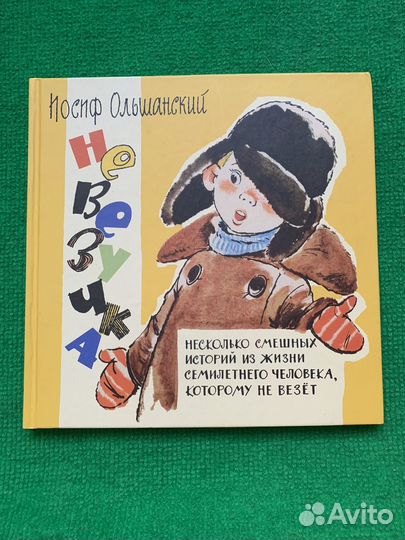 Иосиф Ольшанский
Невезучка
несколько смешных
историй из жизни
семилетнего человека,
которому не везёт
Avito